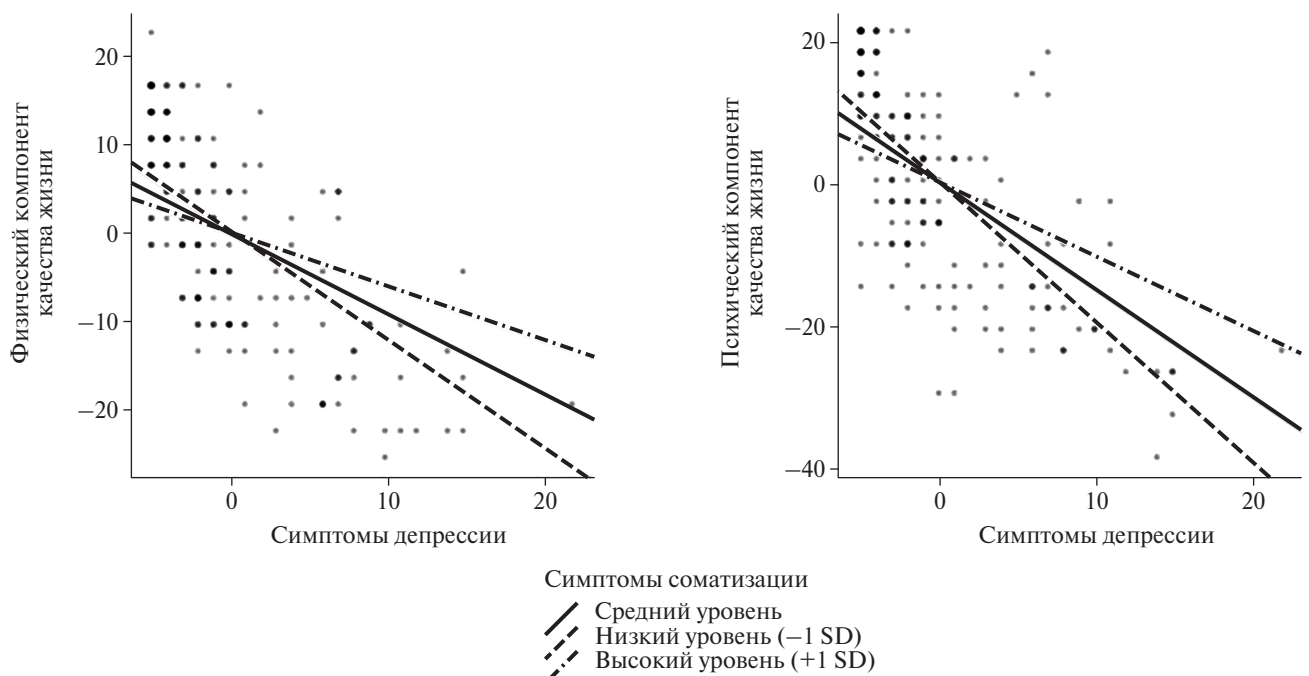 20
10
0
−10
−20
Физический компонент
качества жизни
0
10
20
Симптомы депрессии
20
0
−20
−40
Психический компонент
качества жизни
0
10
20
Симптомы депрессии
Симптомы соматизации
Средний уровень
Низкий уровень (−1 SD)
Высокий уровень (+1 SD)